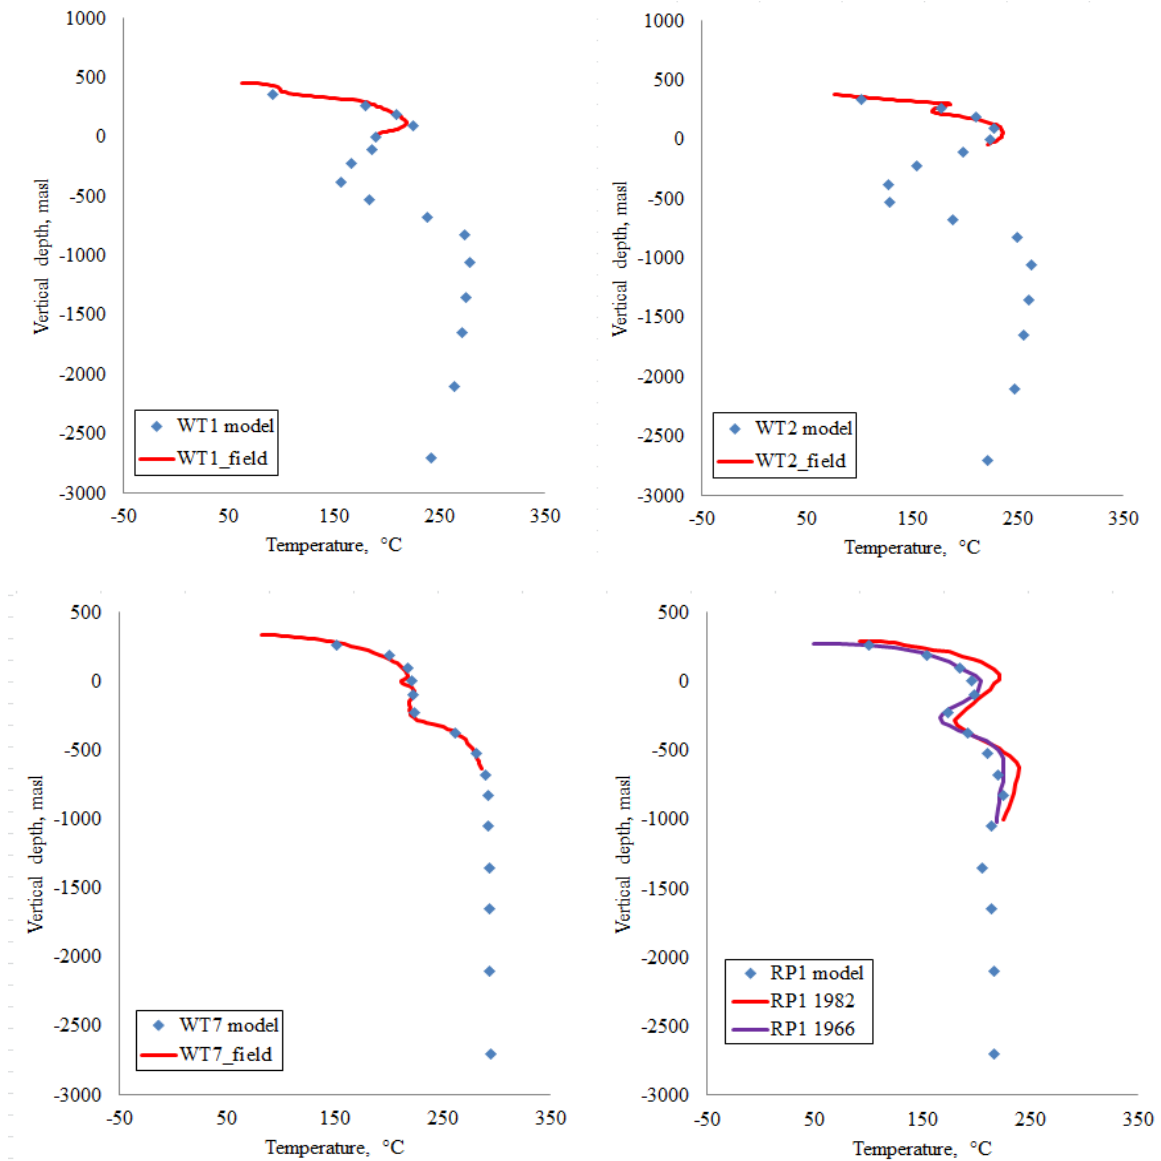 1000
500
0
-500
-1000
-1500
-2000
-2500
-3000
-50 50 150 250 350
Vertical depth, masl
Temperature, °C
WT1 model
WT1_field
1000
500
0
-500
-1000
-1500
-2000
-2500
-3000
-50 50 150 250 350
Vertical depth, masl
Temperature, °C
WT2 model
WT2_field
500
0
-500
-1000
-1500
-2000
-2500
-3000
-50 50 150 250 350
Vertical depth, masl
Temperature, °C
WT7 model
WT7_field
500
0
-500
-1000
-1500
-2000
-2500
-3000
-50 50 150 250 350
Vertical depth, masl
Temperature, °C
RP1 model
RP1 1982
RP1 1966